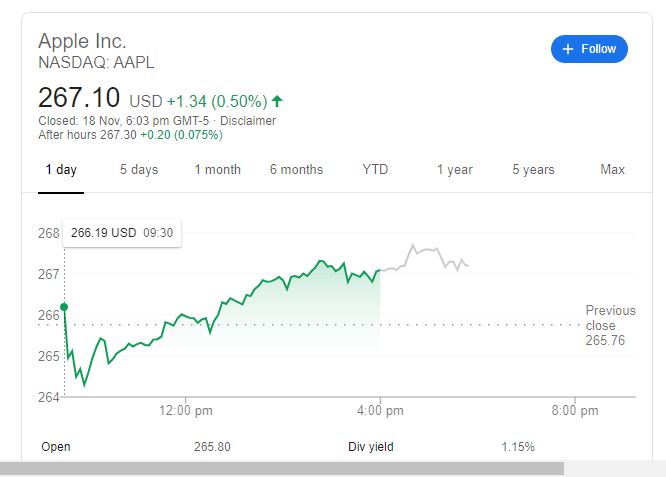 Apple Inc.
NASDAQ: AAPL
+ Follow
267.10 USD +1.34 (0.50%) ↑
Closed: 18 Nov, 6:03 pm GMT-5 · Disclaimer
After hours 267.30 +0.20 (0.075%)
1 day 5 days 1 month 6 months YTD 1 year 5 years Max
268
266.19 USD 09:30
267
266
Previous
close
265.76
265
264
12:00 pm 4:00 pm 8:00 pm
Open 265.80 Div yield 1.15%